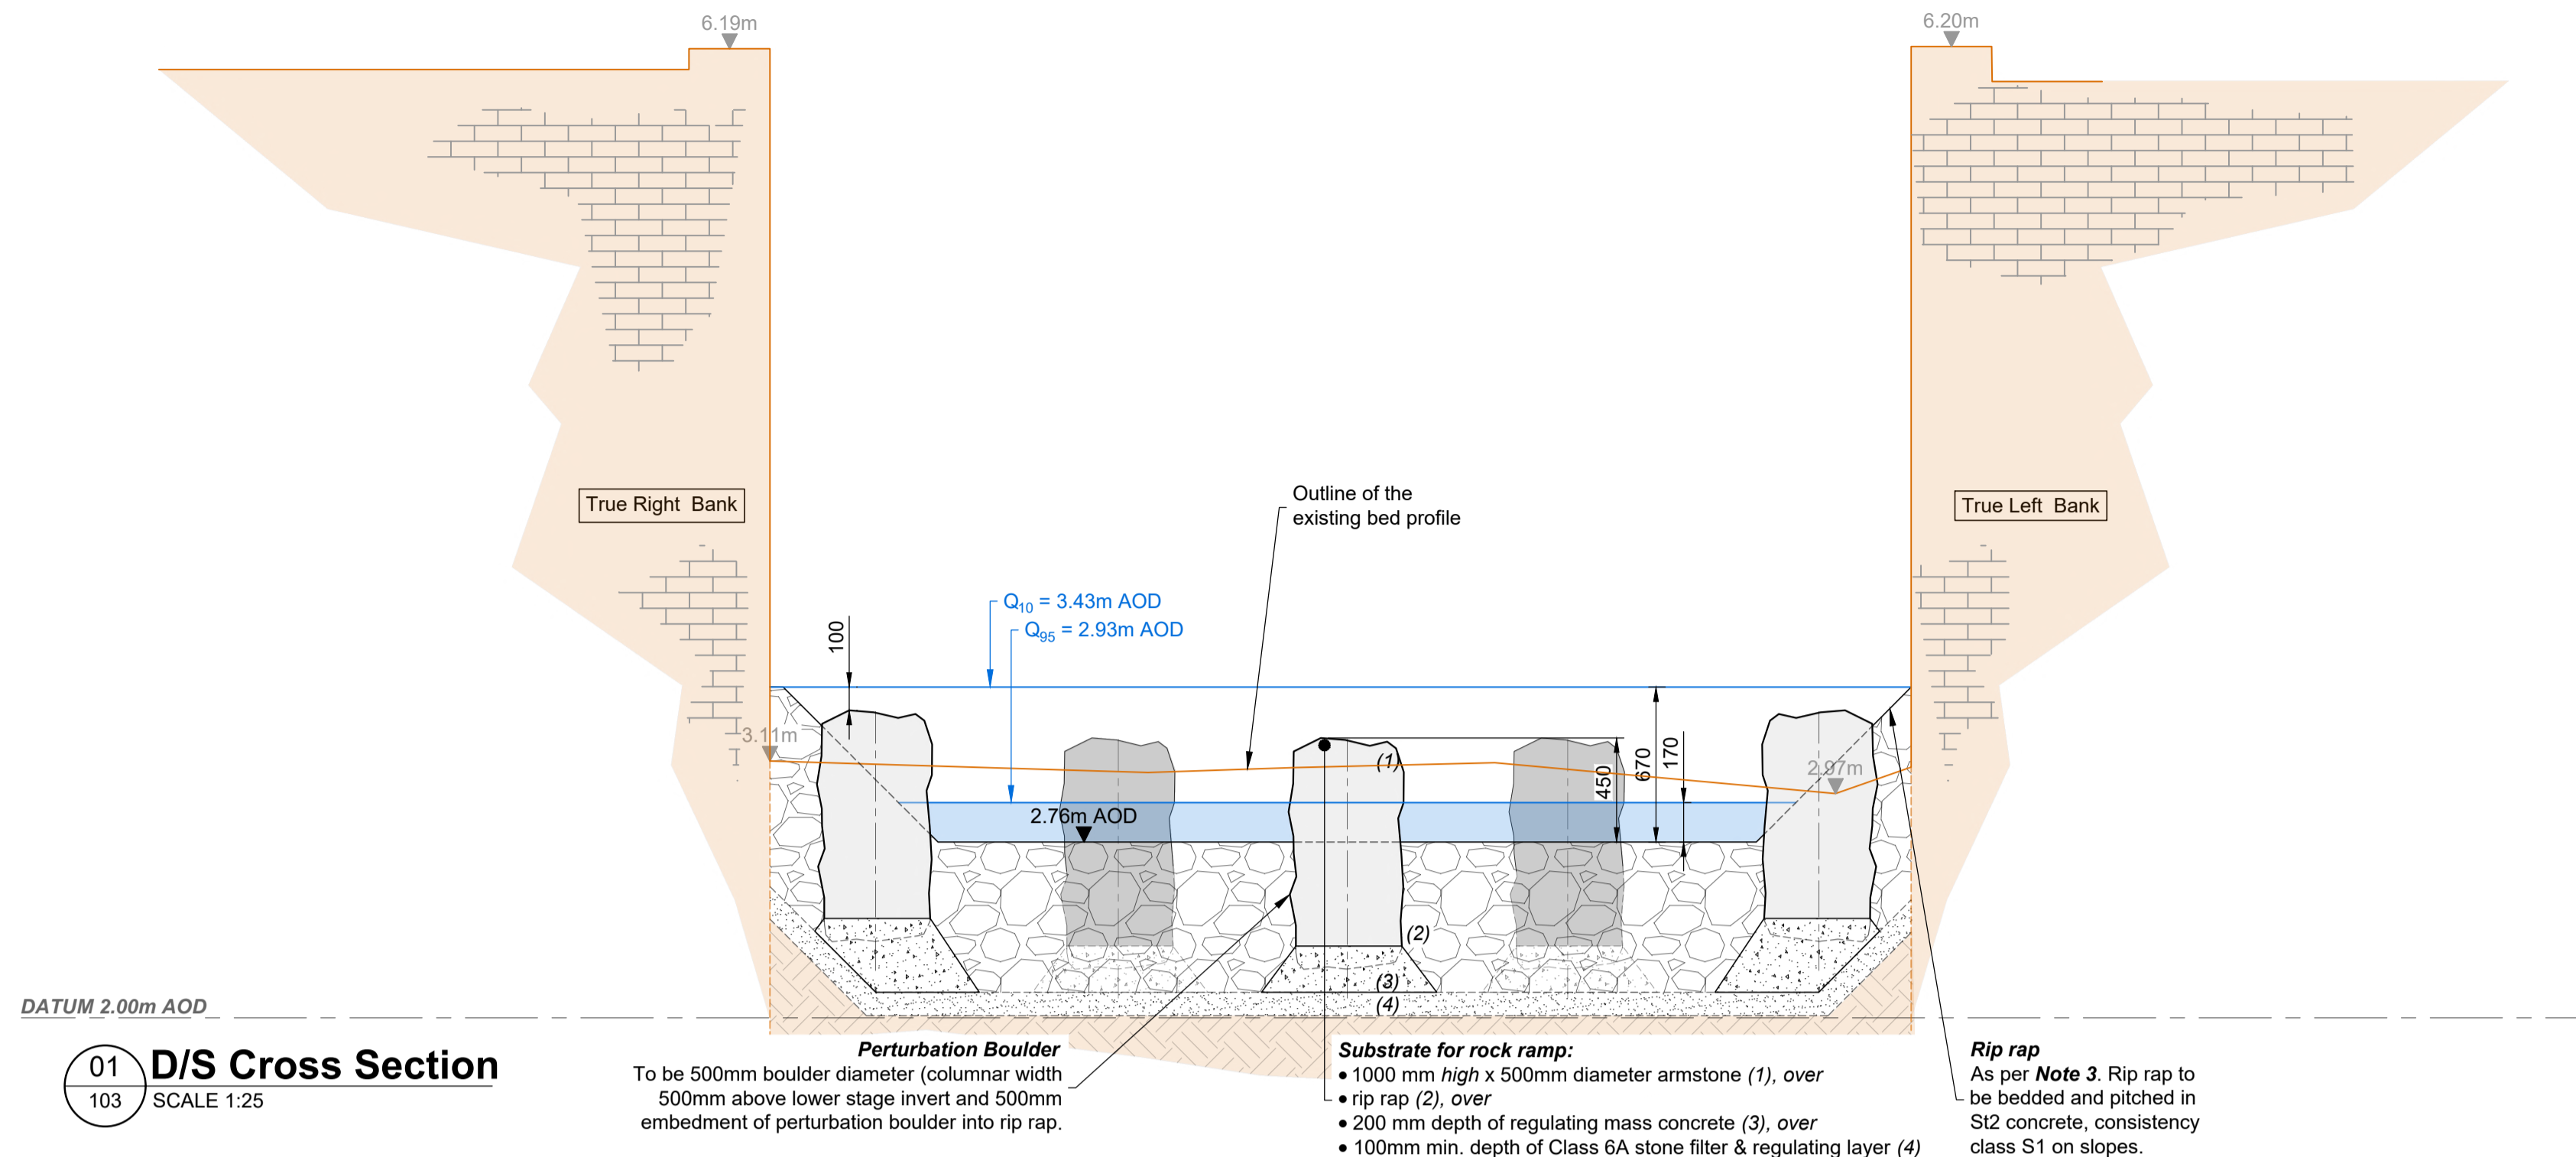 6.19m
6.20m
True Right  Bank
True Left  Bank
Outline of the
existing bed profile
Q10 = 3.43m AOD
Q95 = 2.93m AOD
100
3.11m
2.97m
(1)
450
670
170
2.76m AOD
(2)
(3)
(4)
DATUM 2.00m AOD
01
103
D/S Cross Section
SCALE 1:25
Perturbation Boulder
To be 500mm boulder diameter (columnar width
500mm above lower stage invert and 500mm
embedment of perturbation boulder into rip rap.
Substrate for rock ramp:
• 1000 mm high x 500mm diameter armstone (1), over
• rip rap (2), over
• 200 mm depth of regulating mass concrete (3), over
• 100mm min. depth of Class 6A stone filter & regulating layer (4)
Rip rap
As per Note 3. Rip rap to
be bedded and pitched in
St2 concrete, consistency
class S1 on slopes.